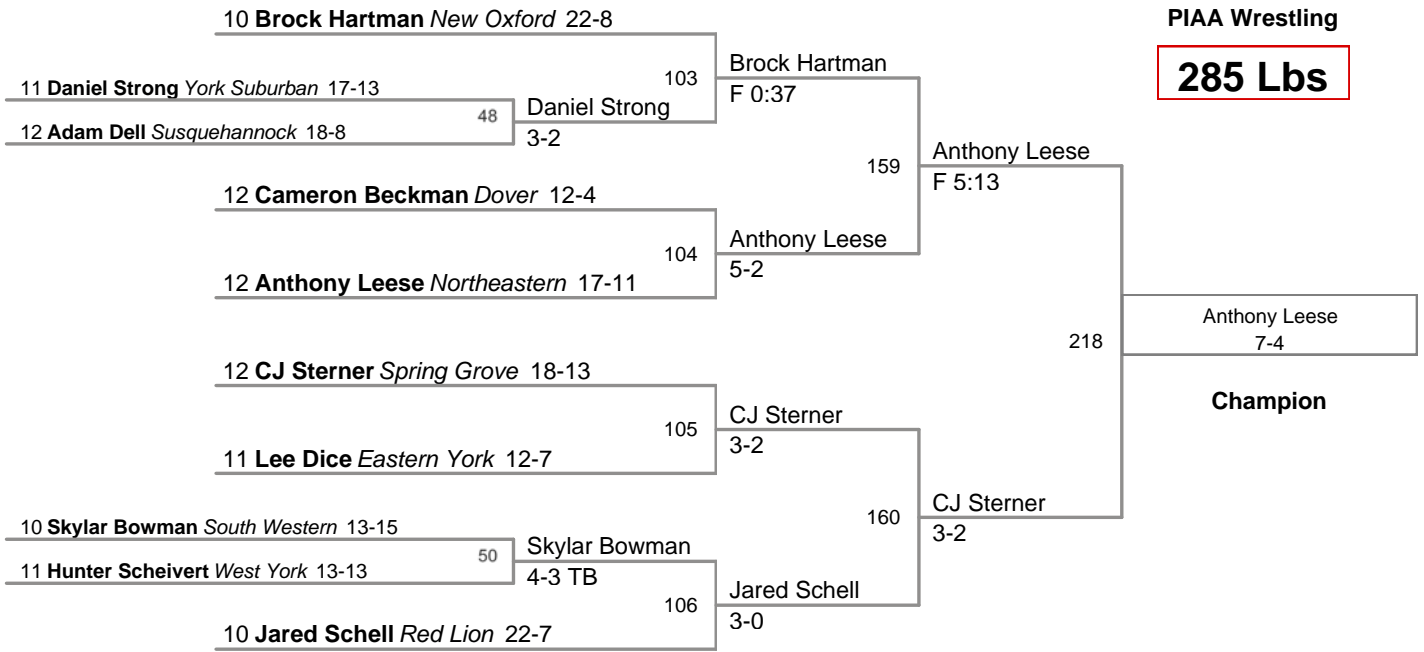 10 Brock Hartman New Oxford 22-8
PIAA Wrestling
285 Lbs
103
Brock Hartman
F 0:37
11 Daniel Strong York Suburban 17-13
48
Daniel Strong
3-2
12 Adam Dell Susquehannock 18-8
159
Anthony Leese
F 5:13
12 Cameron Beckman Dover 12-4
104
Anthony Leese
5-2
12 Anthony Leese Northeastern 17-11
218
Anthony Leese
7-4
Champion
12 CJ Sterner Spring Grove 18-13
105
CJ Sterner
3-2
11 Lee Dice Eastern York 12-7
160
CJ Sterner
3-2
10 Skylar Bowman South Western 13-15
50
Skylar Bowman
4-3 TB
11 Hunter Scheivert West York 13-13
106
Jared Schell
3-0
10 Jared Schell Red Lion 22-7